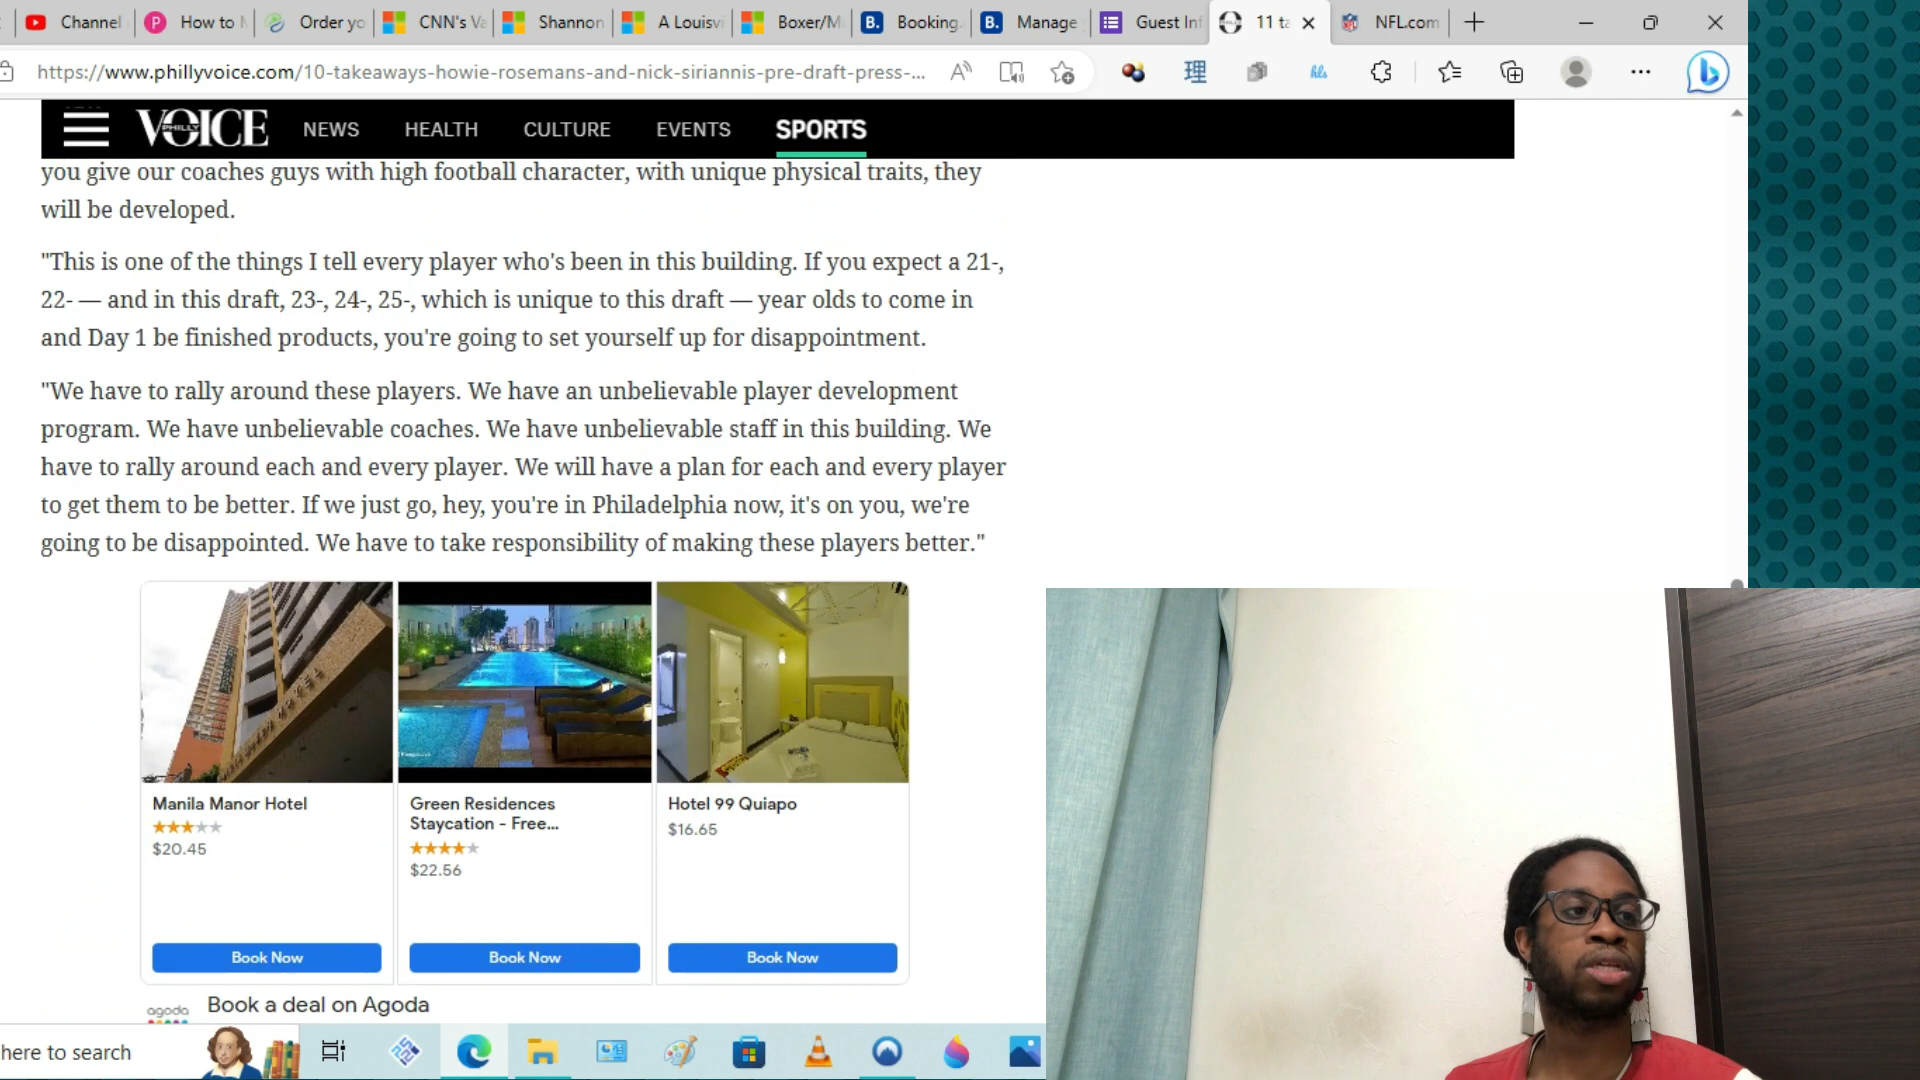 Channel
How to
Order yo
CNN's Va
Shannon
A Louisvi
Boxer/M
Booking.
Manage
Guest Inf
11 ta
NFL.com
https://www.phillyvoice.com/10-takeaways-howie-rosemans-and-nick-siriannis-pre-draft-press-...
理
hls
PHILLY VOICE
NEWS
HEALTH
CULTURE
EVENTS
SPORTS
you give our coaches guys with high football character, with unique physical traits, they
will be developed.
"This is one of the things I tell every player who's been in this building. If you expect a 21-,
22- — and in this draft, 23-, 24-, 25-, which is unique to this draft — year olds to come in
and Day 1 be finished products, you're going to set yourself up for disappointment.
"We have to rally around these players. We have an unbelievable player development
program. We have unbelievable coaches. We have unbelievable staff in this building. We
have to rally around each and every player. We will have a plan for each and every player
to get them to be better. If we just go, hey, you're in Philadelphia now, it's on you, we're
going to be disappointed. We have to take responsibility of making these players better."
Manila Manor Hotel
$20.45
Book Now
Green Residences
Staycation - Free...
$22.56
Book Now
Hotel 99 Quiapo
$16.65
Book Now
agoda
Book a deal on Agoda
here to search